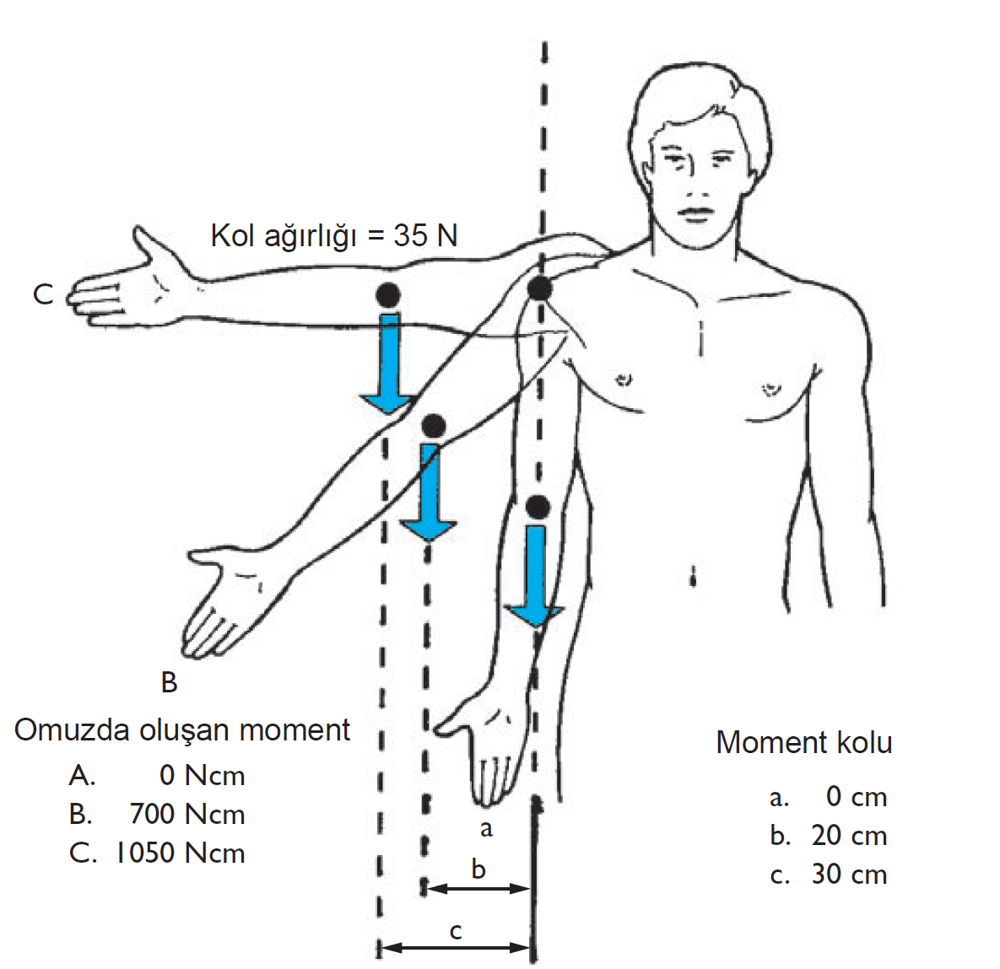 Kol ağırlığı = 35 N
C
B
Omuzda oluşan moment
A. 0 Ncm
B. 700 Ncm
C. 1050 Ncm
Moment kolu
a. 0 cm
b. 20 cm
c. 30 cm
a
b
c